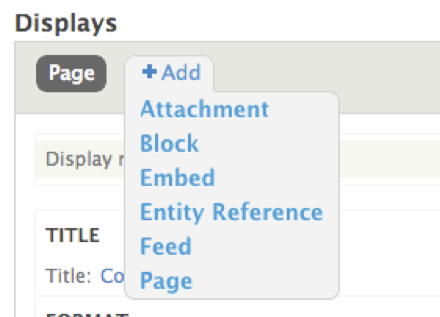 Displays
Page + Add
Attachment
Block
Embed
Entity Reference
Feed
Page
Display
TITLE
Title: Co
FORMAT